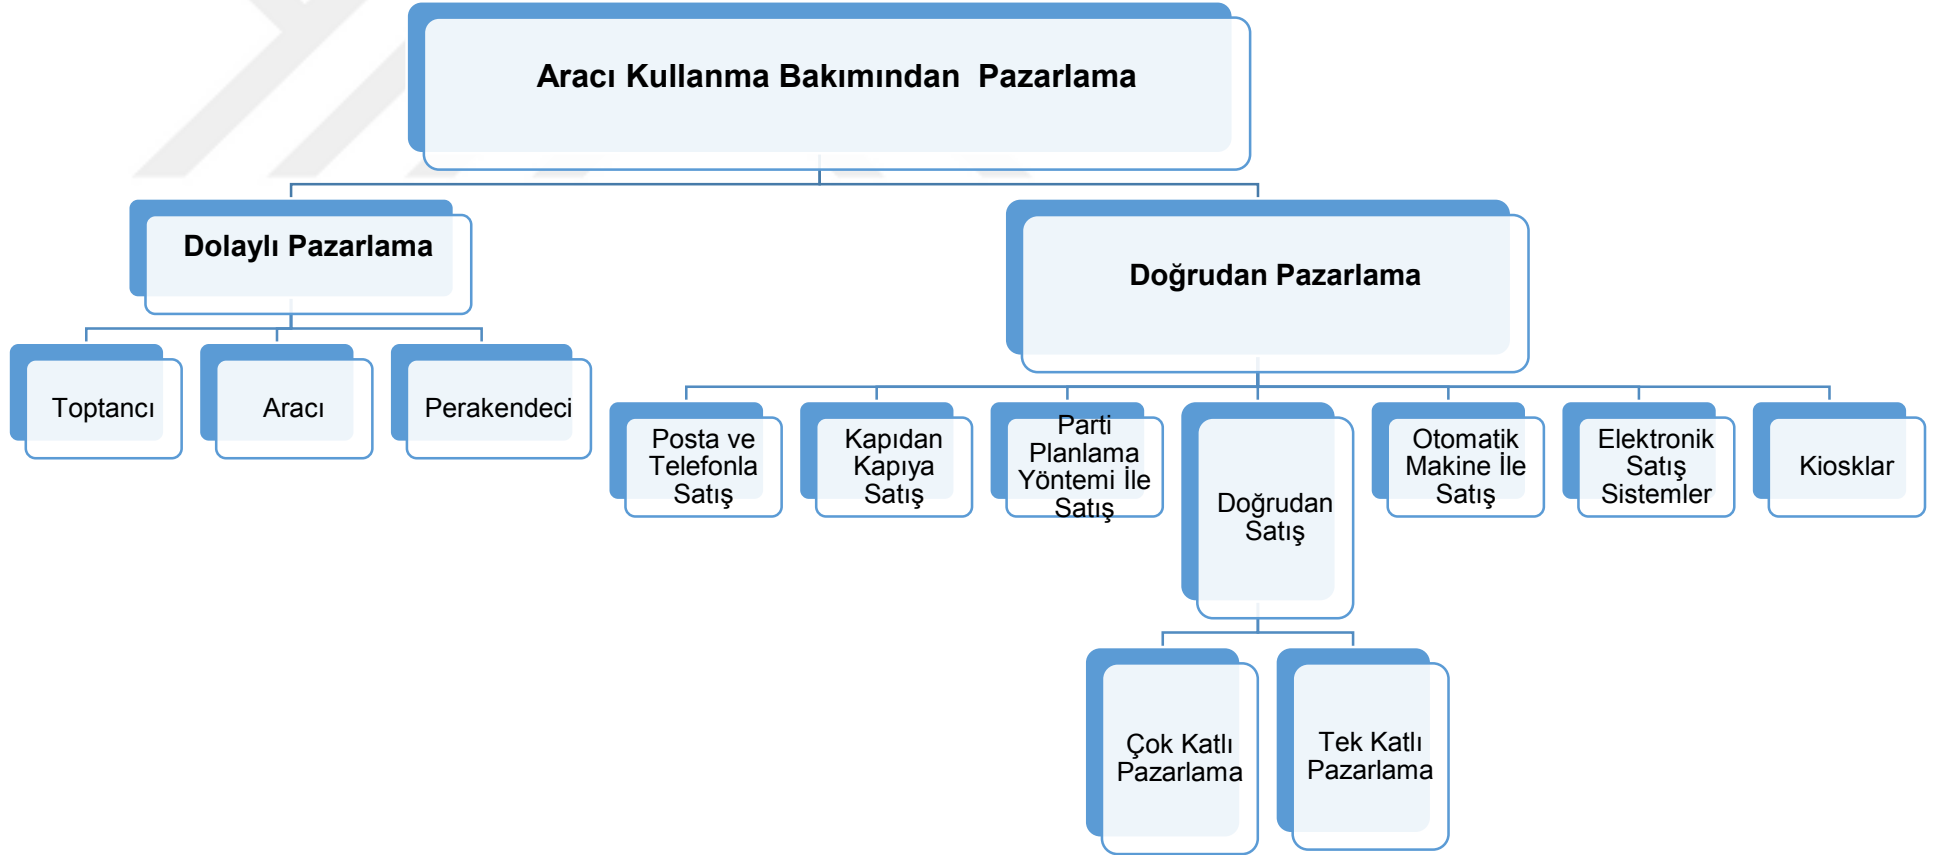 Aracı Kullanma Bakımından  Pazarlama
Dolaylı Pazarlama
Doğrudan Pazarlama
Toptancı
Aracı
Perakendeci
Posta ve
Telefonla
Satış
Kapıdan
Kapıya
Satış
Parti
Planlama
Yöntemi İle
Satış
Doğrudan
Satış
Otomatik
Makine İle
Satış
Elektronik
Satış
Sistemler
Kiosklar
Çok Katlı
Pazarlama
Tek Katlı
Pazarlama